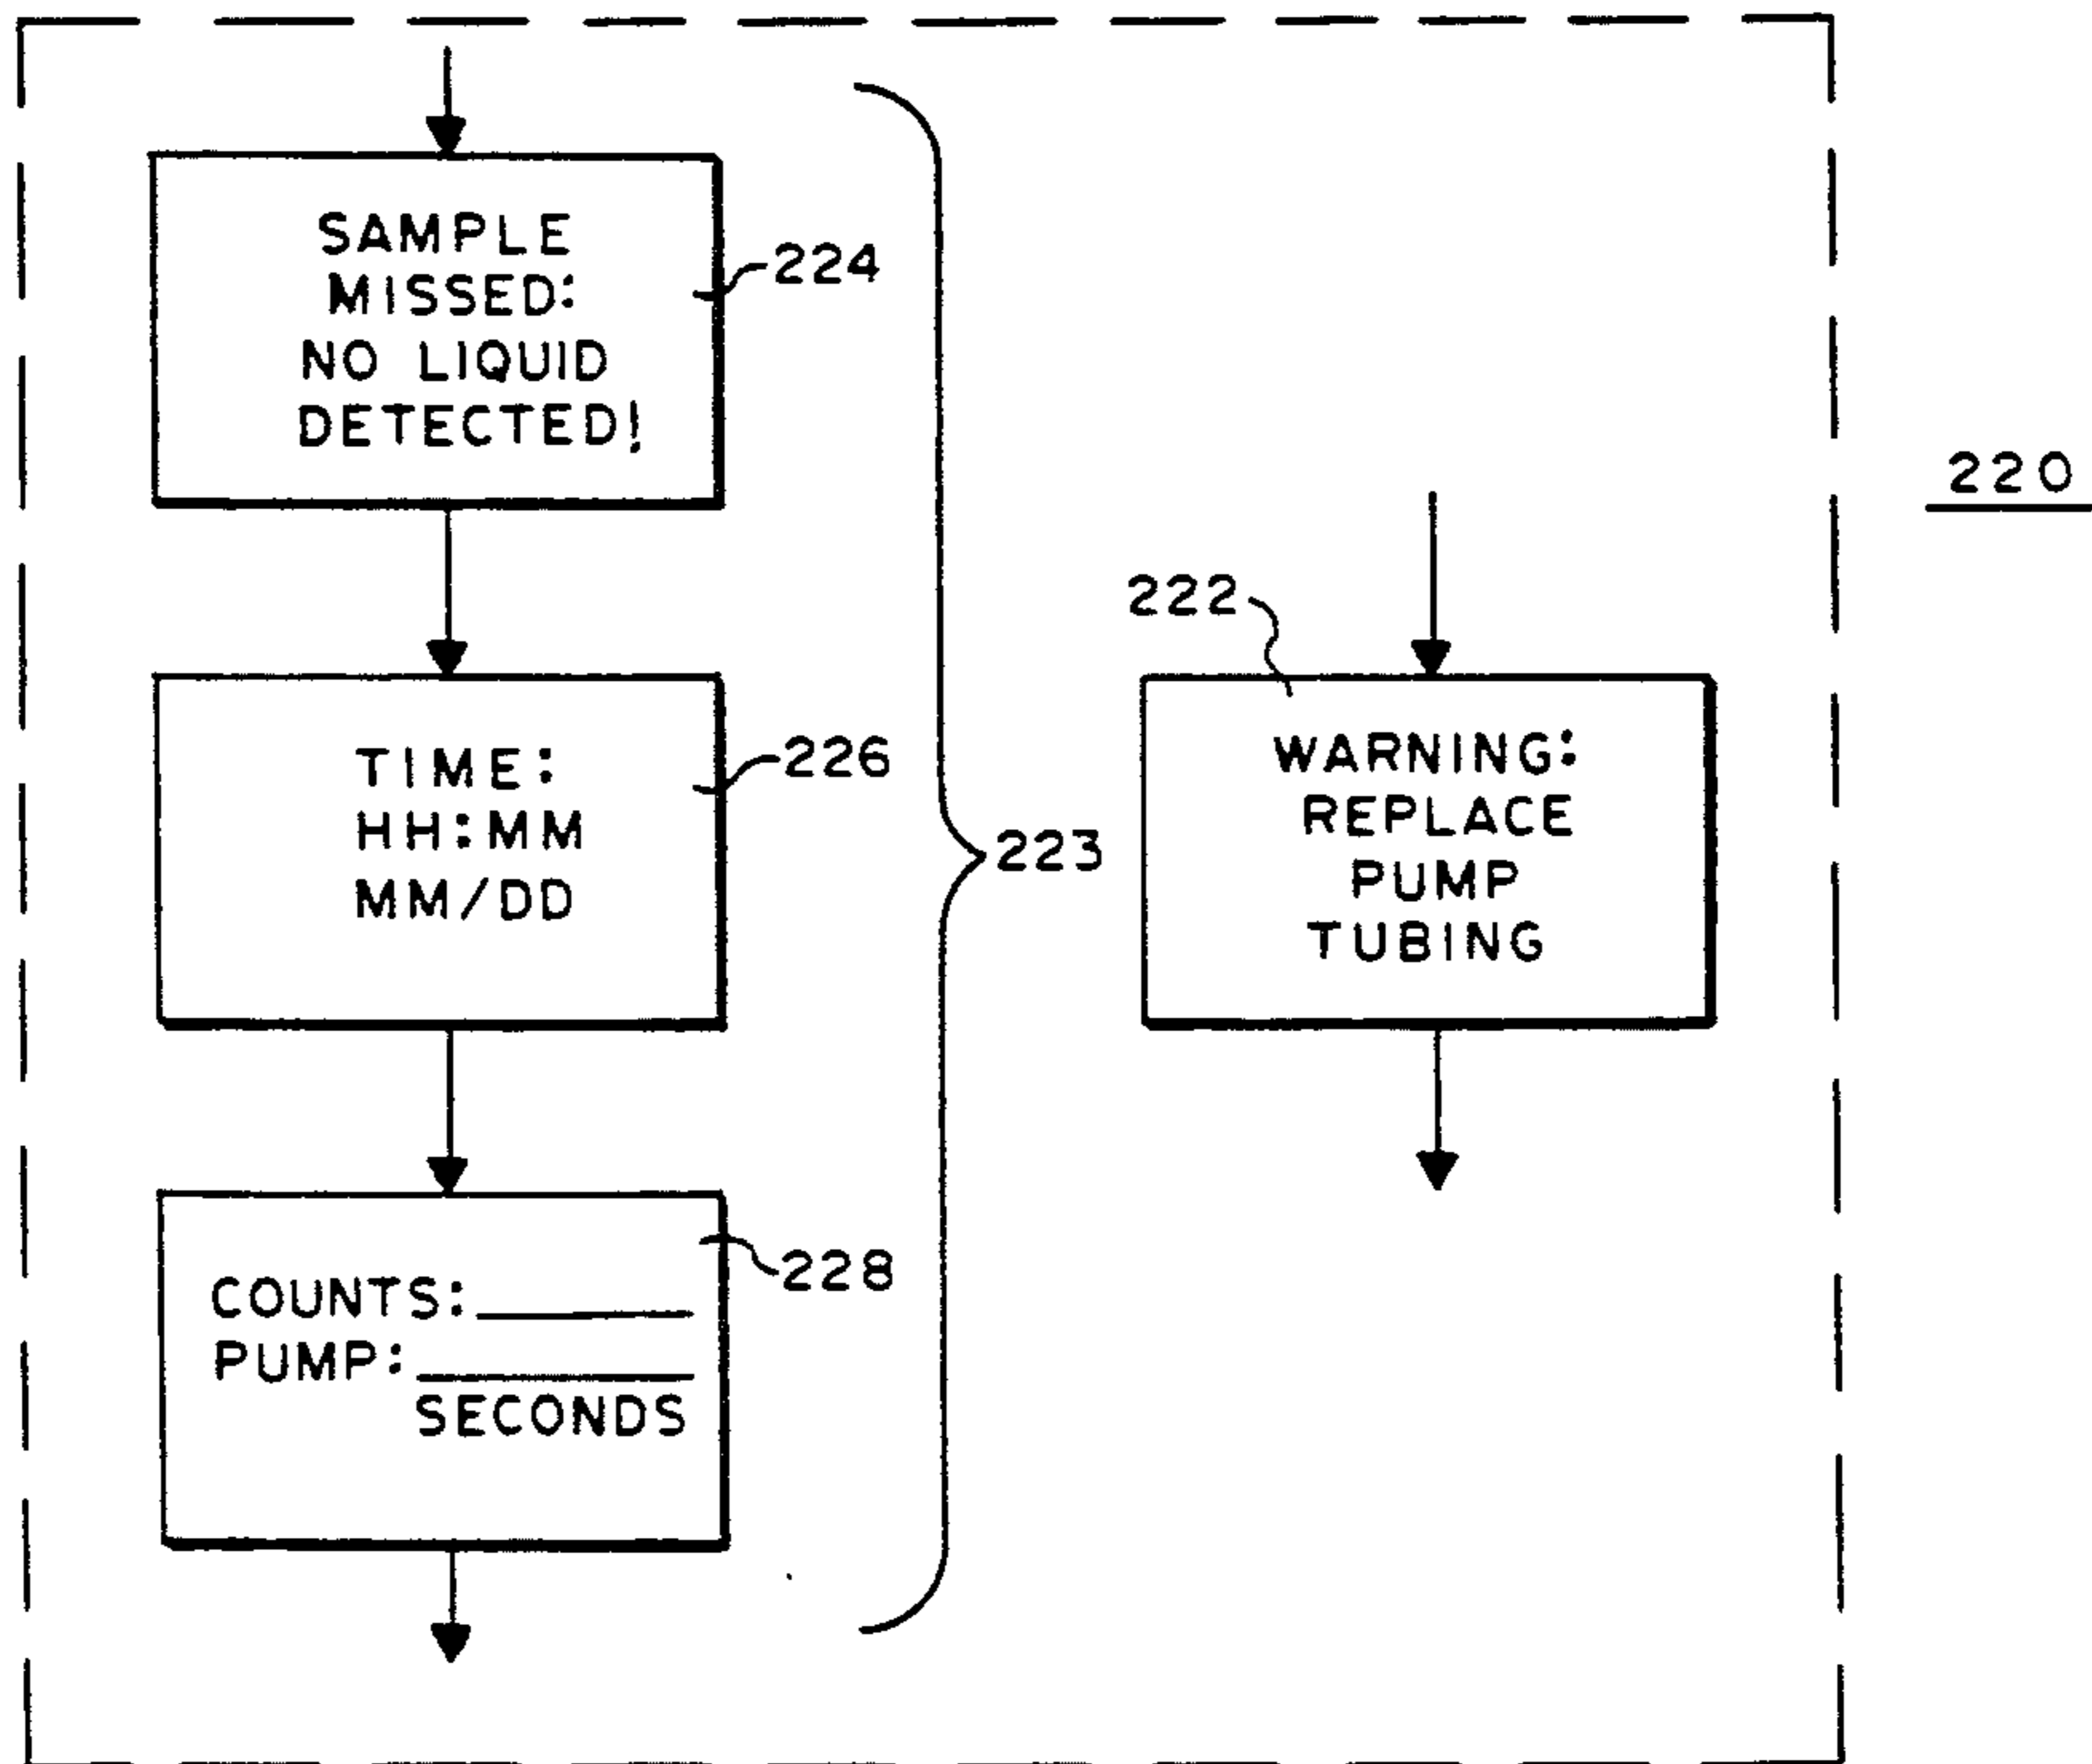 SAMPLE
MISSED:
NO LIQUID
DETECTED!
224
TIME:
HH:MM
MM/DD
226
COUNTS:
PUMP:
SECONDS
228
223
222
WARNING:
REPLACE
PUMP
TUBING
220